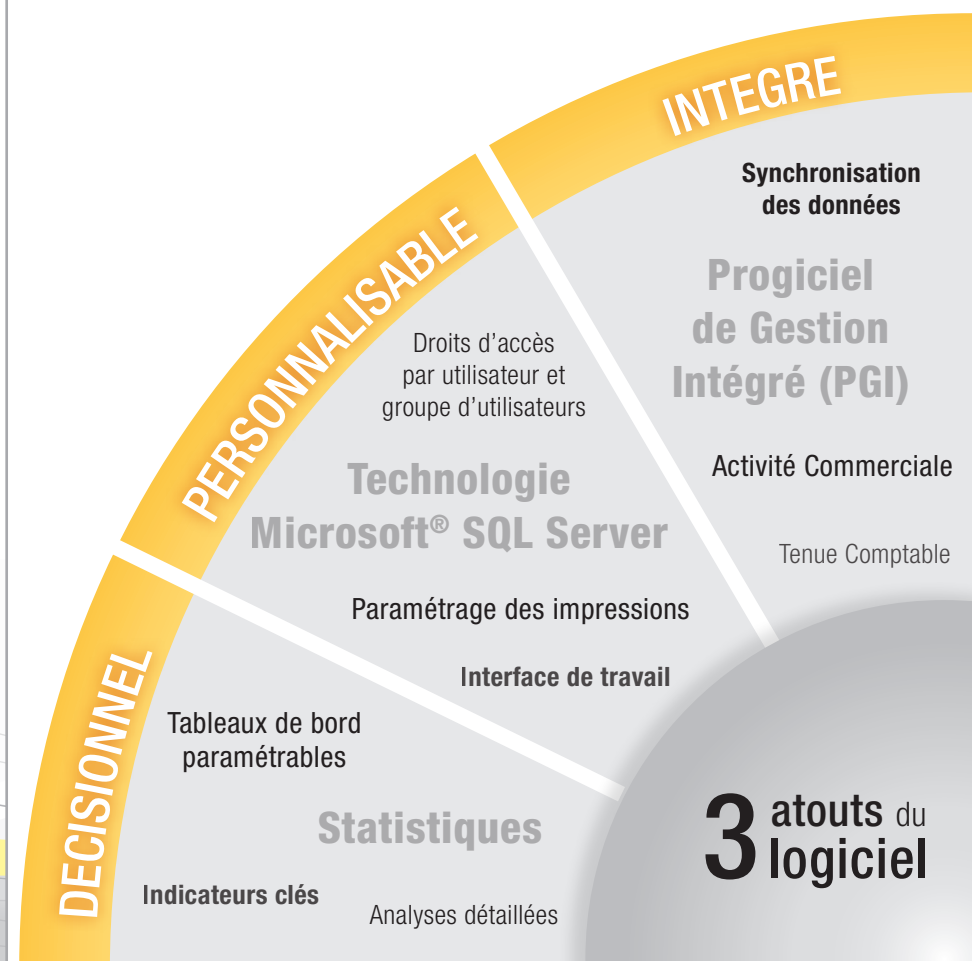 INTEGRE
Synchronisation
des données
Progiciel
de Gestion
Intégré (PGI)
Activité Commerciale
Tenue Comptable
PERSONNALISABLE
Droits d’accès
par utilisateur et
groupe d’utilisateurs
Technologie
Microsoft® SQL Server
Paramétrage des impressions
Interface de travail
DECISIONNEL
Tableaux de bord
paramétrables
Statistiques
Indicateurs clés
Analyses détaillées
3 atouts du
logiciel